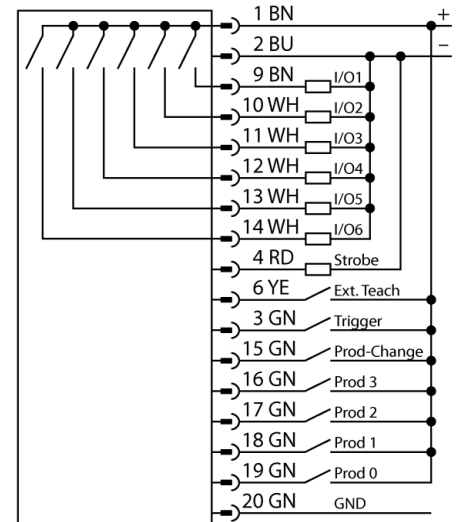 1 BN +
2 BU −
9 BN I/O1
10 WH I/O2
11 WH I/O3
12 WH I/O4
13 WH I/O5
14 WH I/O6
4 RD Strobe
6 YE Ext. Teach
3 GN Trigger
15 GN Prod-Change
16 GN Prod 3
17 GN Prod 2
18 GN Prod 1
19 GN Prod 0
20 GN GND